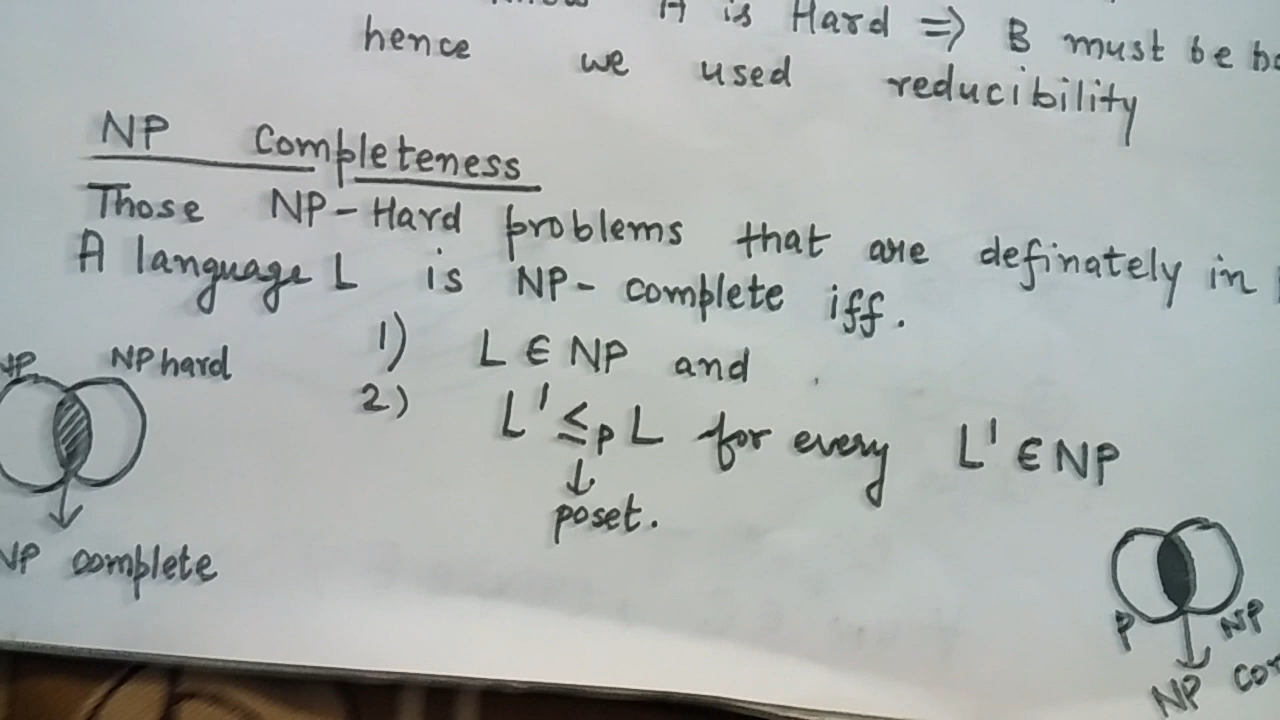 A is Hard ⇒ B must be
hence we used reducibility
NP Completeness
Those NP-Hard problems that are definately in
A language L is NP-complete iff.
1) L ∈ NP and
2) L' ≤p L for every L' ∈ NP
↓
poset.
NP NP hard
NP complete
P NP
NP